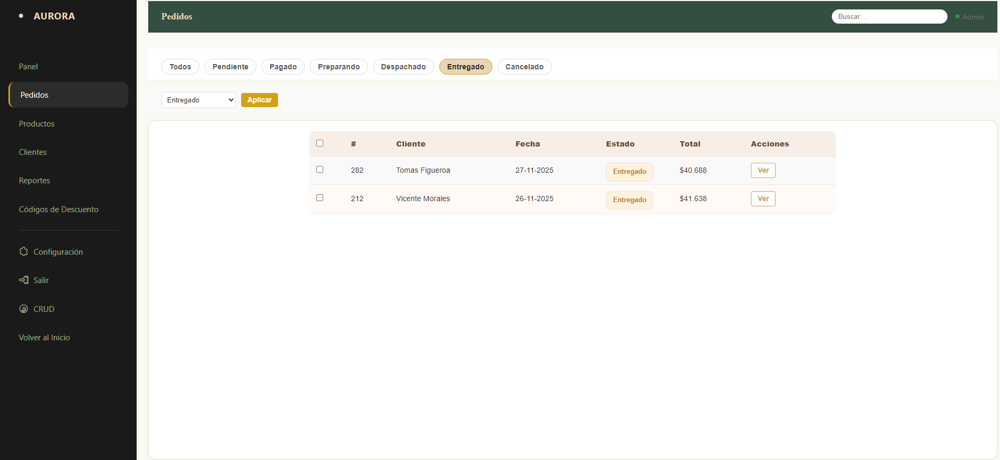 AURORA
Panel
Pedidos
Productos
Clientes
Reportes
Códigos de Descuento
Configuración
Salir
CRUD
Volver al Inicio
Pedidos
Buscar...
Admin
Todos Pendiente Pagado Preparando Despachado Entregado Cancelado
Entregado Aplicar
# Cliente Fecha Estado Total Acciones
282 Tomas Figueroa 27-11-2025 Entregado $40.688 Ver
212 Vicente Morales 26-11-2025 Entregado $41.638 Ver